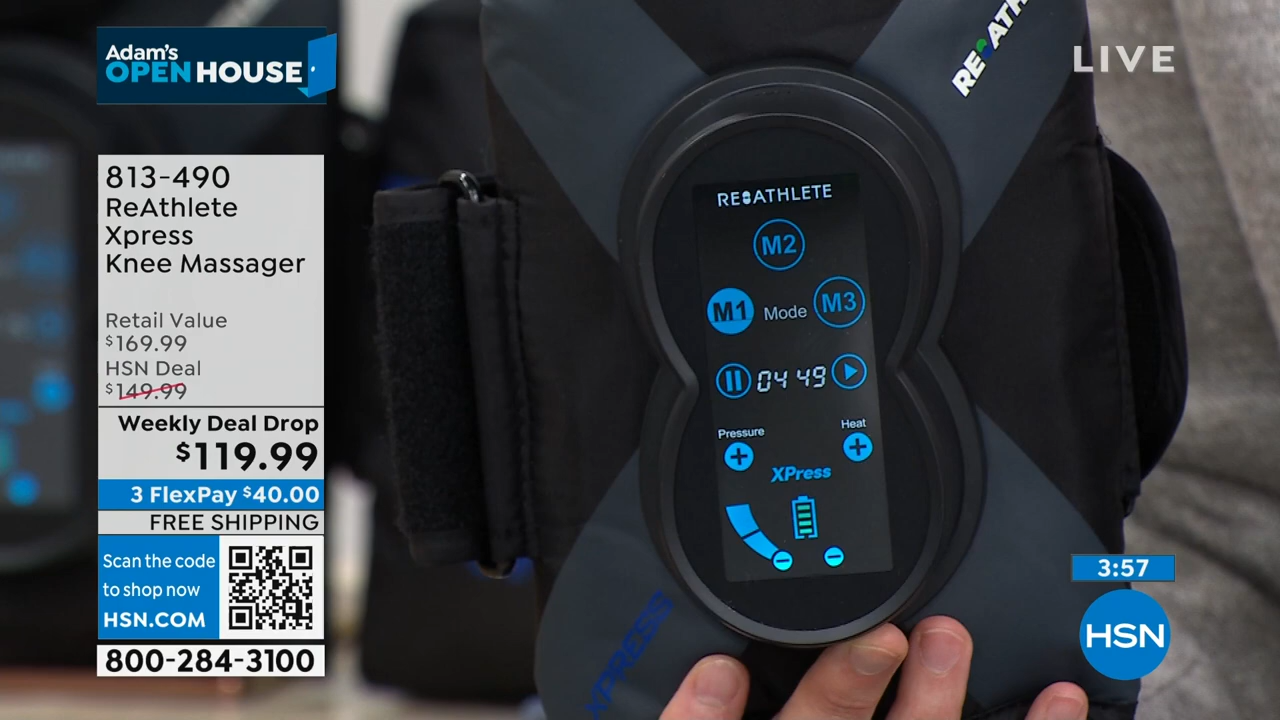 Adam's
OPEN HOUSE
813-490
ReAthlete
Xpress
Knee Massager
Retail Value
$169.99
HSN Deal
$149.99
Weekly Deal Drop
$119.99
3 FlexPay $40.00
FREE SHIPPING
Scan the code
to shop now
HSN.COM
800-284-3100
REATH
REATHLETE
M2
M1 Mode M3
04 49
Pressure
Heat
XPress
XPRESS
LIVE
3:57
HSN